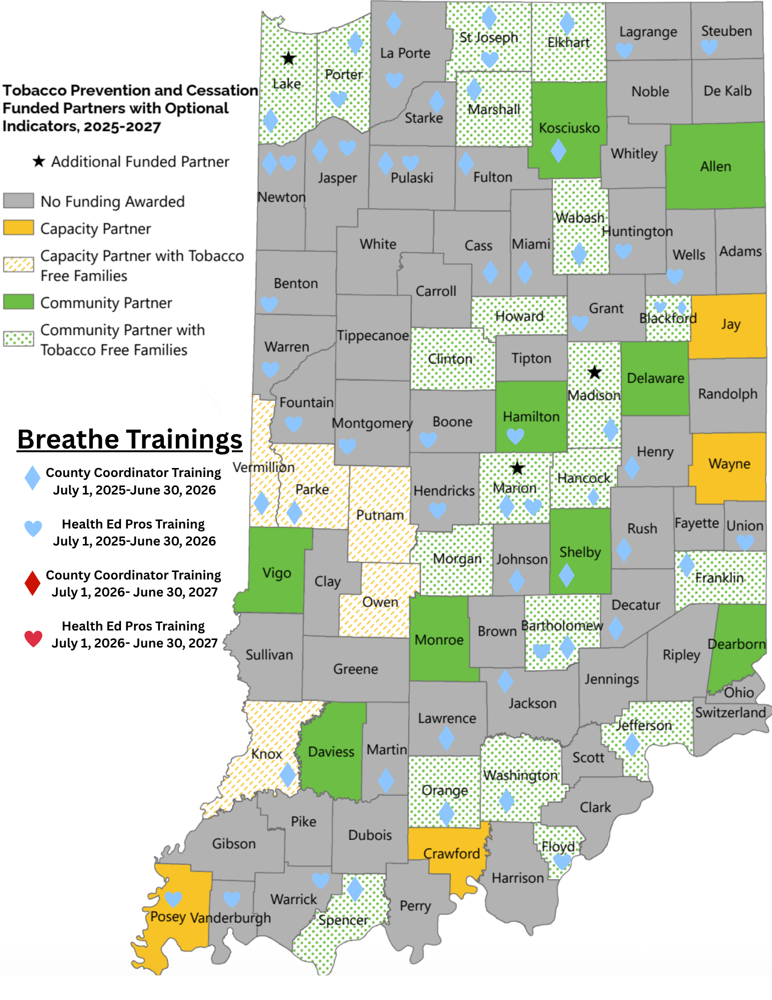 Tobacco Prevention and Cessation
Funded Partners with Optional
Indicators, 2025-2027
Additional Funded Partner
No Funding Awarded
Capacity Partner
Capacity Partner with Tobacco
Free Families
Community Partner
Community Partner with
Tobacco Free Families
Breathe Trainings
County Coordinator Training
July 1, 2025-June 30, 2026
Health Ed Pros Training
July 1, 2025-June 30, 2026
County Coordinator Training
July 1, 2026- June 30, 2027
Health Ed Pros Training
July 1, 2026- June 30, 2027
Lake
Porter
La Porte
St Joseph
Elkhart
Lagrange
Steuben
Noble
De Kalb
Starke
Marshall
Kosciusko
Whitley
Allen
Newton
Jasper
Pulaski
Fulton
Wabash
Huntington
White
Cass
Miami
Wells
Adams
Benton
Carroll
Howard
Grant
Blackford
Jay
Warren
Tippecanoe
Clinton
Tipton
Madison
Delaware
Randolph
Fountain
Montgomery
Boone
Hamilton
Henry
Wayne
Vermillion
Parke
Putnam
Hendricks
Marion
Hancock
Rush
Fayette
Union
Vigo
Clay
Owen
Morgan
Johnson
Shelby
Franklin
Decatur
Sullivan
Greene
Monroe
Brown
Bartholomew
Jennings
Ripley
Dearborn
Ohio
Switzerland
Jackson
Lawrence
Jefferson
Knox
Daviess
Martin
Scott
Orange
Washington
Clark
Gibson
Pike
Dubois
Crawford
Floyd
Harrison
Posey
Vanderburgh
Warrick
Spencer
Perry